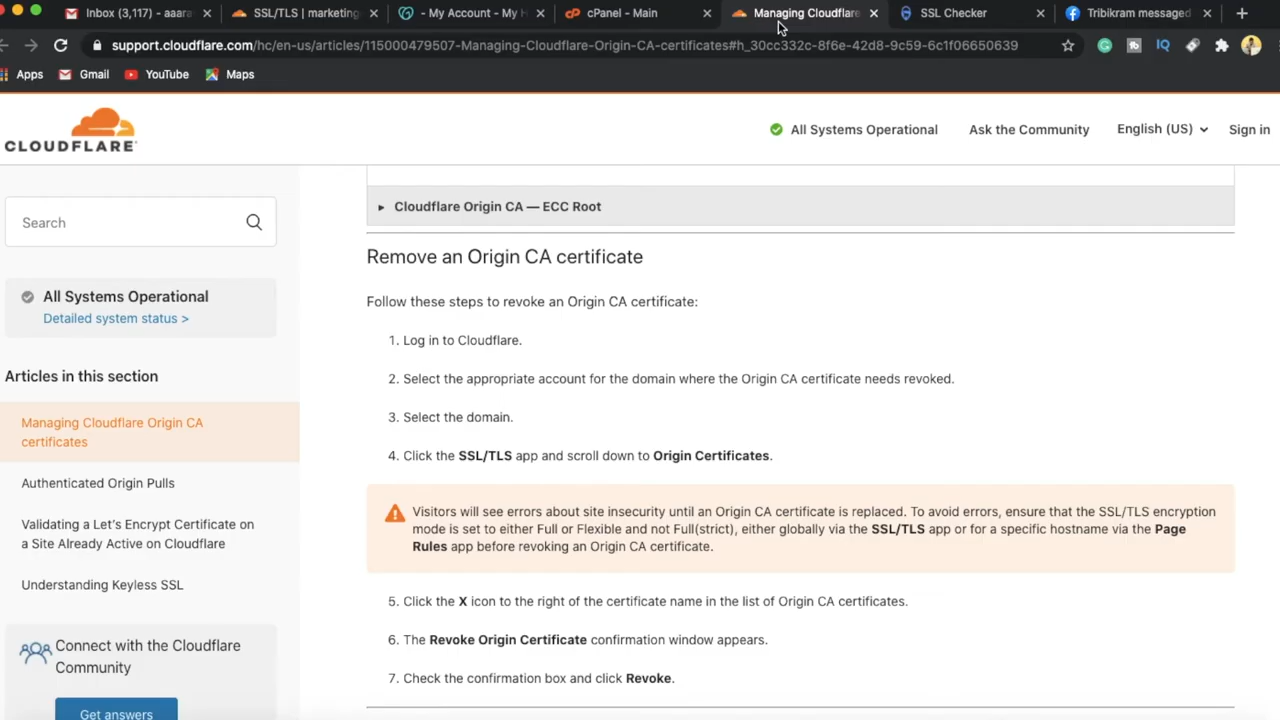 Inbox (3,117) - aaara
SSL/TLS | marketing
- My Account - My H
cPanel - Main
Managing Cloudflare
SSL Checker
Tribikram messaged
support.cloudflare.com/hc/en-us/articles/115000479507-Managing-Cloudflare-Origin-CA-certificates#h_30cc332c-8f6e-42d8-9c59-6c1f06650639
Apps
Gmail
YouTube
Maps
CLOUDFLARE
All Systems Operational
Ask the Community
English (US)
Sign in
Search
All Systems Operational
Detailed system status >
Articles in this section
Managing Cloudflare Origin CA
certificates
Authenticated Origin Pulls
Validating a Let's Encrypt Certificate on
a Site Already Active on Cloudflare
Understanding Keyless SSL
Connect with the Cloudflare
Community
Get answers
Cloudflare Origin CA — ECC Root
Remove an Origin CA certificate
Follow these steps to revoke an Origin CA certificate:
1. Log in to Cloudflare.
2. Select the appropriate account for the domain where the Origin CA certificate needs revoked.
3. Select the domain.
4. Click the SSL/TLS app and scroll down to Origin Certificates.
Visitors will see errors about site insecurity until an Origin CA certificate is replaced. To avoid errors, ensure that the SSL/TLS encryption
mode is set to either Full or Flexible and not Full(strict), either globally via the SSL/TLS app or for a specific hostname via the Page
Rules app before revoking an Origin CA certificate.
5. Click the X icon to the right of the certificate name in the list of Origin CA certificates.
6. The Revoke Origin Certificate confirmation window appears.
7. Check the confirmation box and click Revoke.